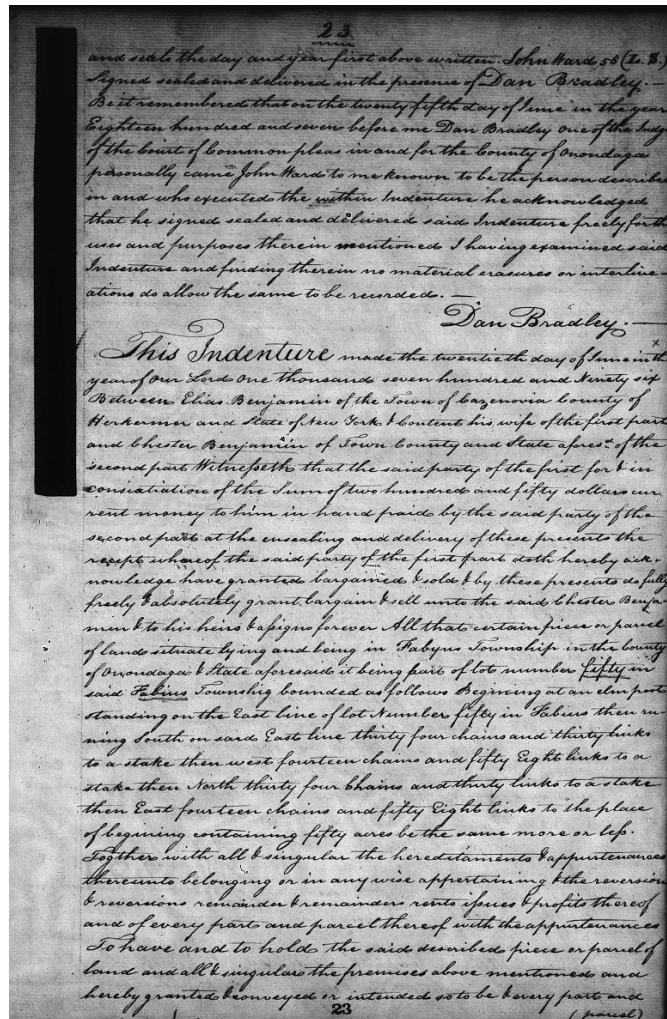 23
and seals the day and year first above written. John Ward 56 (L. S.)
Signed sealed and delivered in the presence of Dan Bradley. —
Be it remembered that on the twenty fifth day of June in the year
Eighteen hundred and seven before me Dan Bradley one of the Judg
of the Court of Common pleas in and for the County of Onondaga
personally came John Ward to me known to be the person describe
in and who executed the within Indenture he acknowledged
that he signed sealed and delivered said Indenture freely for th
uses and purposes therein mentioned I having examined said
Indenture and finding therein no material erasures or interline-
ations do allow the same to be recorded. —
Dan Bradley. —
This Indenture made the twentieth day of June in th
year of Our Lord One thousand seven hundred and Ninety six
Between Elias Benjamin of the Town of Cazenovia County of
Herkermer and State of New York & Content his wife of the first part
and Chester Benjamin of Town County and State aforesd. of the
second part Witnesseth that the said party of the first for & in
consiatiation of the Sum of two hundred and fifty dollars cur
rent money to him in hand paid by the said party of the
second part at the ensealing and delivery of these presents the
recept whereof the said party of the first part doth hereby ack-
nowledge have granted bargained & sold & by these presents do fully
freely & absolutely grant bargain & sell unto the said Chester Benja-
min & to his heirs & assigns forever All that certain piece or parcel
of land situate lying and being in Fabyus Township in the County
of Onondaga & State aforesaid it being part of lot number fifty in
said Fabius Township bounded as follows Begining at an elm post
standing on the East line of lot Number fifty in Fabius then ru-
ning South on said East line thirty four chains and thirty links
to a stake then west fourteen chains and fifty Eight links to a
stake then North thirty four Chains and thirty links to a stake
then East fourteen chains and fifty Eight links to the place
of beguning containing fifty acres be the same more or less.
Togther with all & singular the hereditaments & appurtenances
thereunto belonging or in any wise appertaining & the reversion
& reversions remainder & remainders rents issues & profits thereof
and of every part and parcel thereof with the appurtenances
To have and to hold the said described piece or parcel of
land and all & singular the premises above mentioned and
hereby granted & conveyed or intended so to be & every part and
23
(parcel)